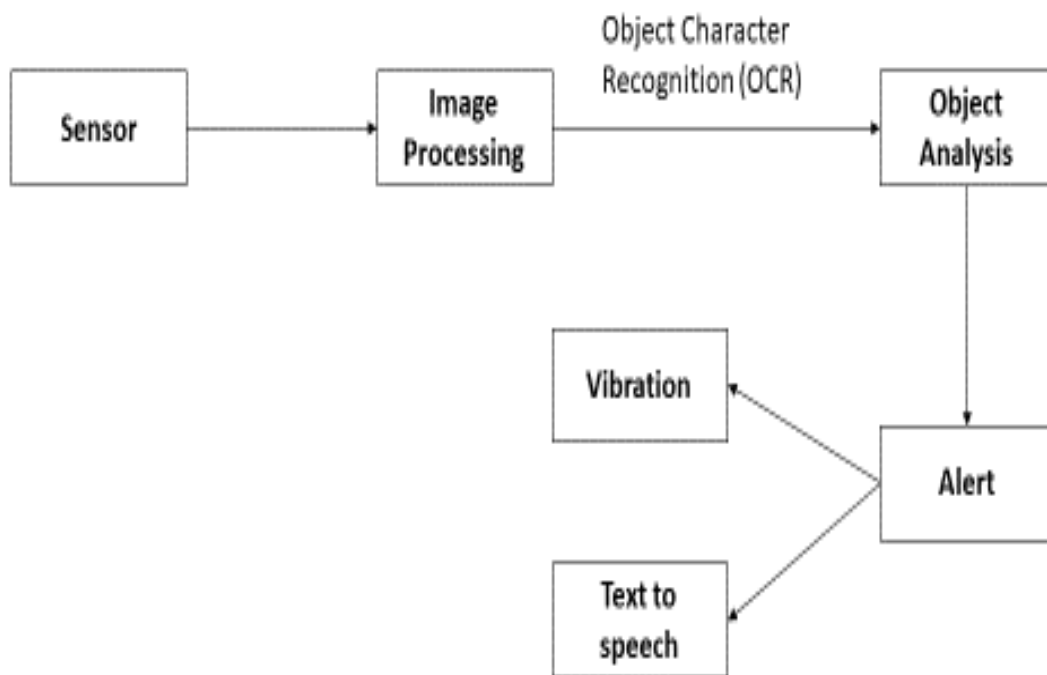 Object Character
Recognition (OCR)
Sensor
Image
Processing
Object
Analysis
Vibration
Alert
Text to
speech